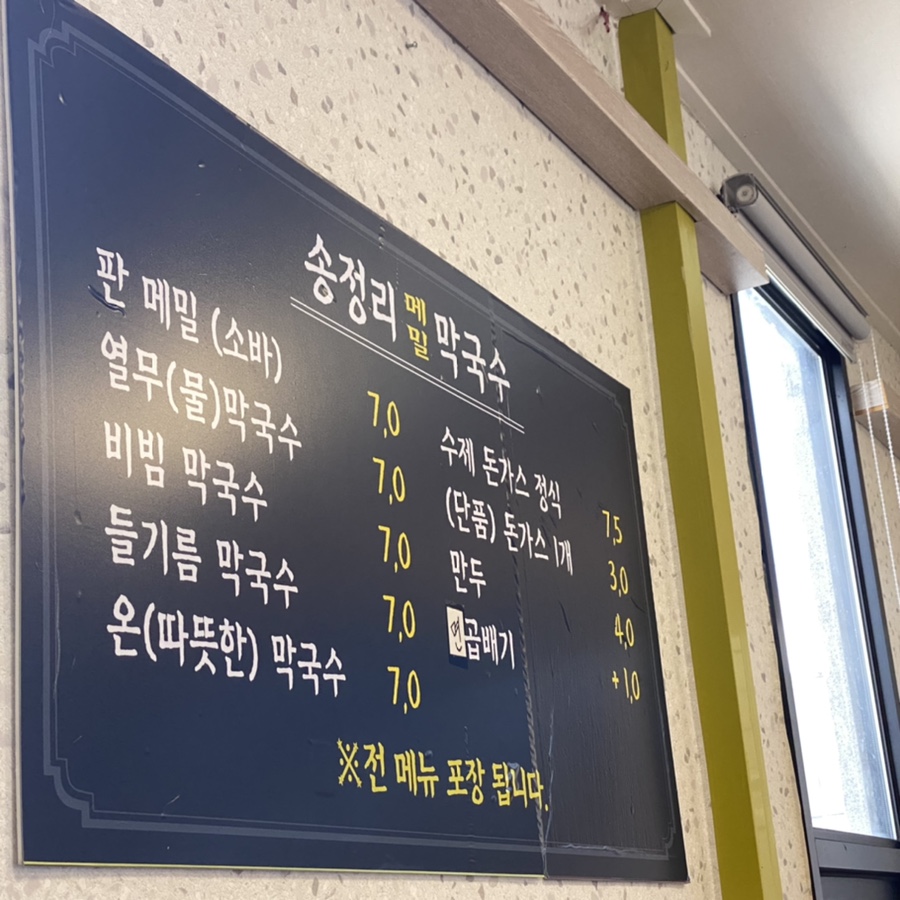 송정리 메밀 막국수
판 메밀 (소바) 7,0
열무(물)막국수 7,0
비빔 막국수 7,0
들기름 막국수 7,0
온(따뜻한) 막국수 7,0
수제 돈가스 정식 7,5
(단품) 돈가스 1개 3,0
만두 4,0
면곱배기 +1,0
※전 메뉴 포장 됩니다.